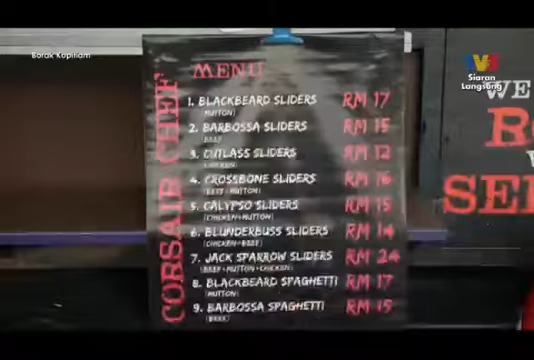 Borak Kopitiam
Siaran
Langsung
CORSAIR CHEF
MENU
1. BLACKBEARD SLIDERS RM 17
(MUTTON)
2. BARBOSSA SLIDERS RM 15
(BEEF)
3. CUTLASS SLIDERS RM 12
(CHICKEN)
4. CROSSBONE SLIDERS RM 16
(BEEF+MUTTON)
5. CALYPSO SLIDERS RM 15
(CHICKEN+MUTTON)
6. BLUNDERBUSS SLIDERS RM 14
(CHICKEN+BEEF)
7. JACK SPARROW SLIDERS RM 24
(BEEF+MUTTON+CHICKEN)
8. BLACKBEARD SPAGHETTI RM 17
(MUTTON)
9. BARBOSSA SPAGHETTI RM 15
(BEEF)
WE